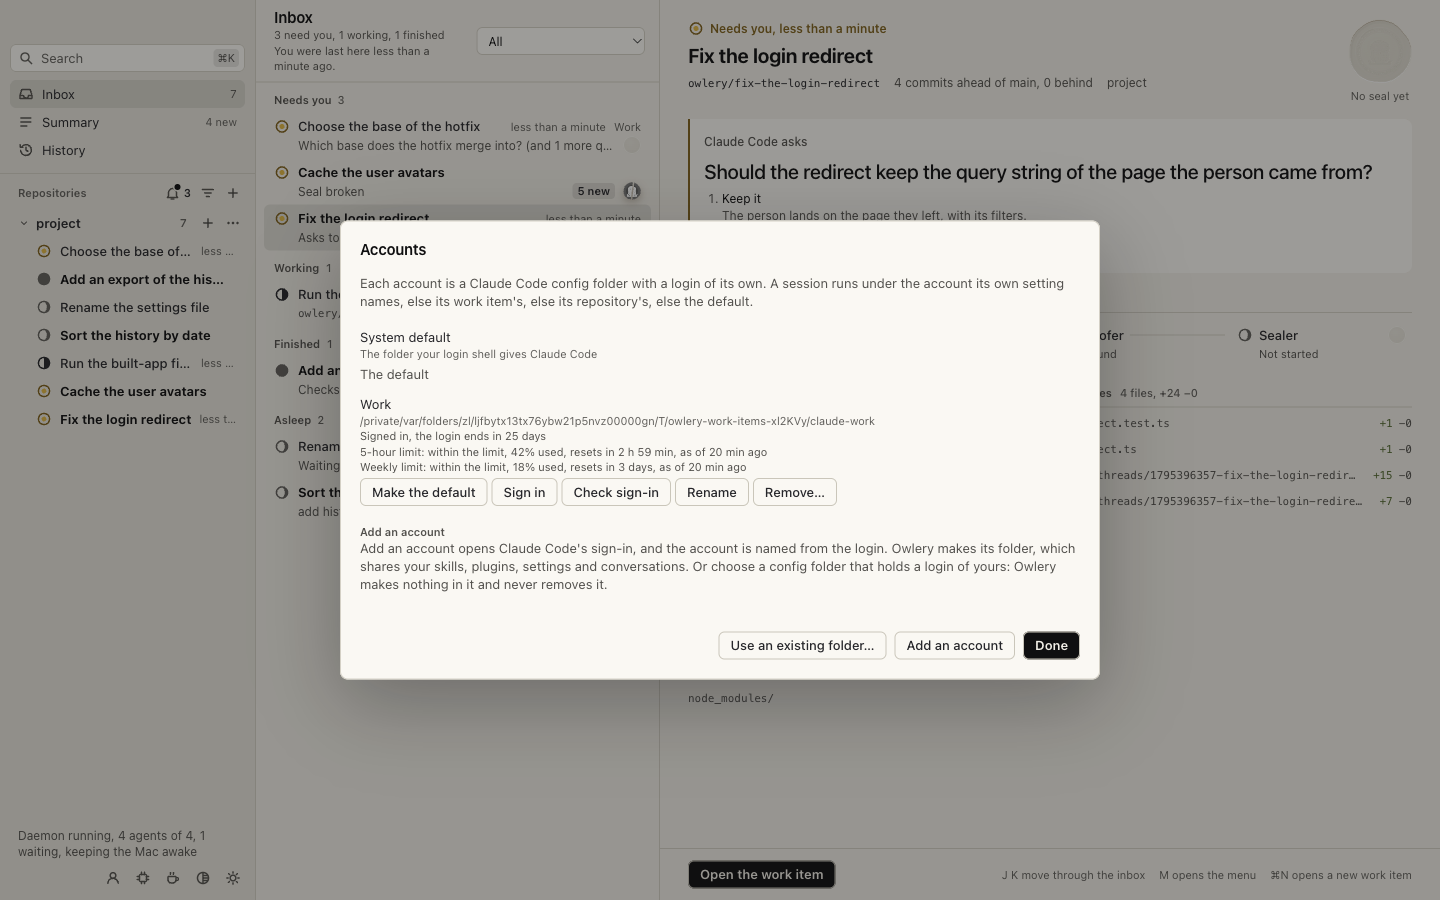 Search ⌘K
Inbox 7
Summary 4 new
History
Repositories 3
project 7
Choose the base of... less ...
Add an export of the his...
Rename the settings file
Sort the history by date
Run the built-app fi... less ...
Cache the user avatars
Fix the login redirect less t...
Daemon running, 4 agents of 4, 1
waiting, keeping the Mac awake
Inbox
3 need you, 1 working, 1 finished
You were last here less than a
minute ago.
All
Needs you 3
Choose the base of the hotfix less than a minute Work
Which base does the hotfix merge into? (and 1 more q...
Cache the user avatars
Seal broken 5 new
Fix the login redirect less than a minute
Asks to
Working 1
Run the
owlery/
Finished 1
Add an
Checks
Asleep 2
Renam
Waiting
Sort th
add his
Needs you, less than a minute
Fix the login redirect
owlery/fix-the-login-redirect 4 commits ahead of main, 0 behind project
No seal yet
Claude Code asks
Should the redirect keep the query string of the page the person came from?
1. Keep it
The person lands on the page they left, with its filters.
ofer Sealer
und Not started
es 4 files, +24 −0
ect.test.ts +1 −0
ect.ts +1 −0
threads/1795396357-fix-the-login-redir… +15 −0
threads/1795396357-fix-the-login-redire… +7 −0
node_modules/
Open the work item
J K move through the inbox M opens the menu ⌘N opens a new work item
Accounts
Each account is a Claude Code config folder with a login of its own. A session runs under the account its own setting
names, else its work item's, else its repository's, else the default.
System default
The folder your login shell gives Claude Code
The default
Work
/private/var/folders/zl/ljfbytx13tx76ybw21p5nvz00000gn/T/owlery-work-items-xl2KVy/claude-work
Signed in, the login ends in 25 days
5-hour limit: within the limit, 42% used, resets in 2 h 59 min, as of 20 min ago
Weekly limit: within the limit, 18% used, resets in 3 days, as of 20 min ago
Make the default Sign in Check sign-in Rename Remove...
Add an account
Add an account opens Claude Code's sign-in, and the account is named from the login. Owlery makes its folder, which
shares your skills, plugins, settings and conversations. Or choose a config folder that holds a login of yours: Owlery
makes nothing in it and never removes it.
Use an existing folder... Add an account Done